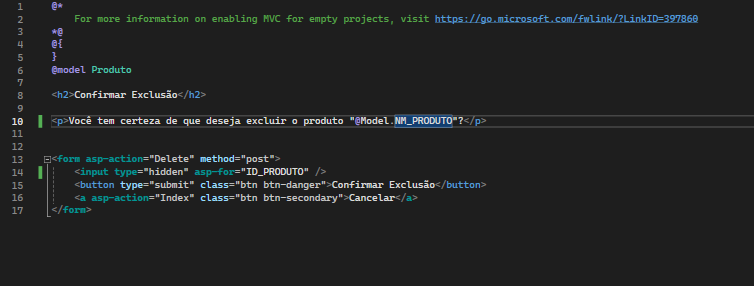 1 @*
2 For more information on enabling MVC for empty projects, visit https://go.microsoft.com/fwlink/?LinkID=397860
3 *@
4 @{
5 }
6 @model Produto
7
8 <h2>Confirmar Exclusão</h2>
9
10 <p>Você tem certeza de que deseja excluir o produto "@Model.NM_PRODUTO"?</p>
11
12
13 <form asp-action="Delete" method="post">
14 <input type="hidden" asp-for="ID_PRODUTO" />
15 <button type="submit" class="btn btn-danger">Confirmar Exclusão</button>
16 <a asp-action="Index" class="btn btn-secondary">Cancelar</a>
17 </form>